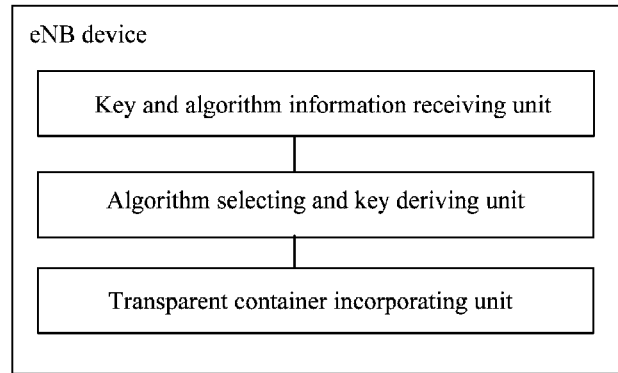 eNB device
Key and algorithm information receiving unit
Algorithm selecting and key deriving unit
Transparent container incorporating unit